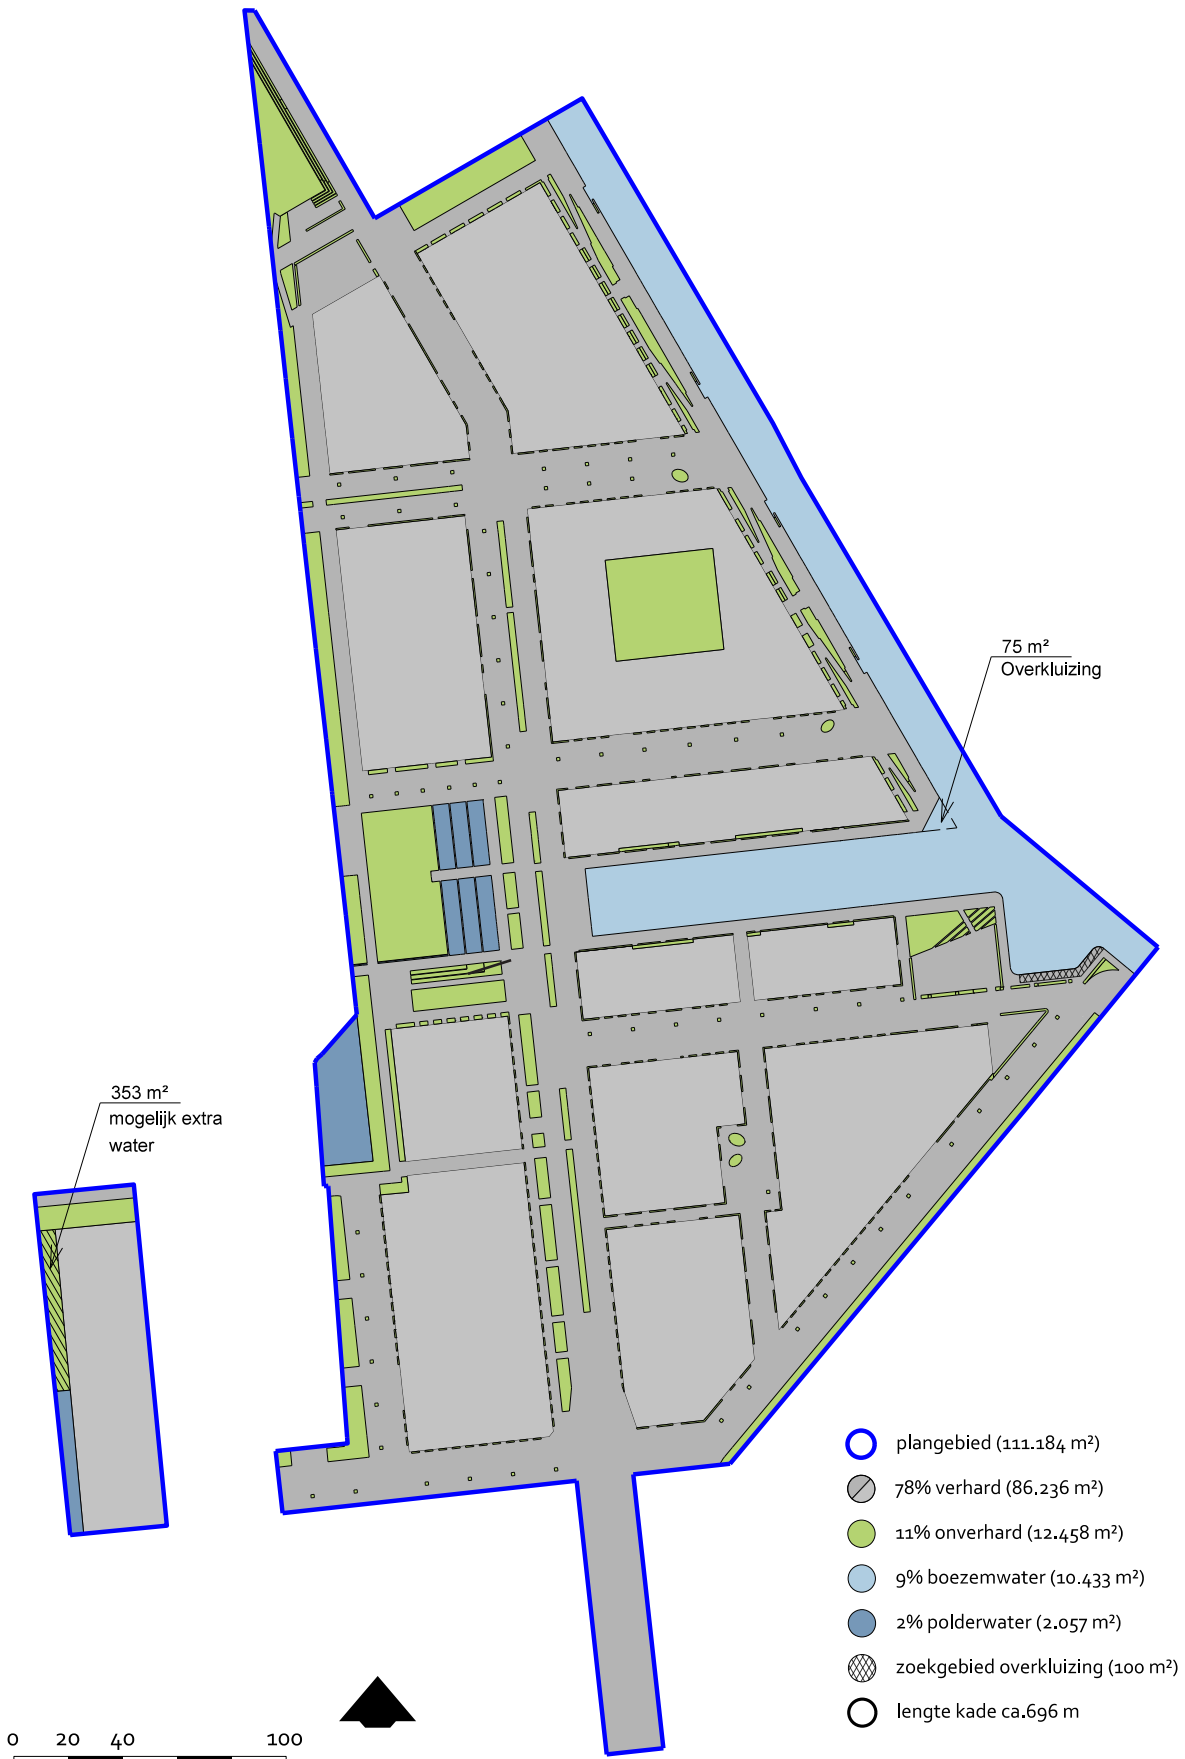 75 m²
Overkluizing
353 m²
mogelijk extra
water
plangebied (111.184 m²)
78% verhard (86.236 m²)
11% onverhard (12.458 m²)
9% boezemwater (10.433 m²)
2% polderwater (2.057 m²)
zoekgebied overkluizing (100 m²)
lengte kade ca.696 m
0 20 40 100